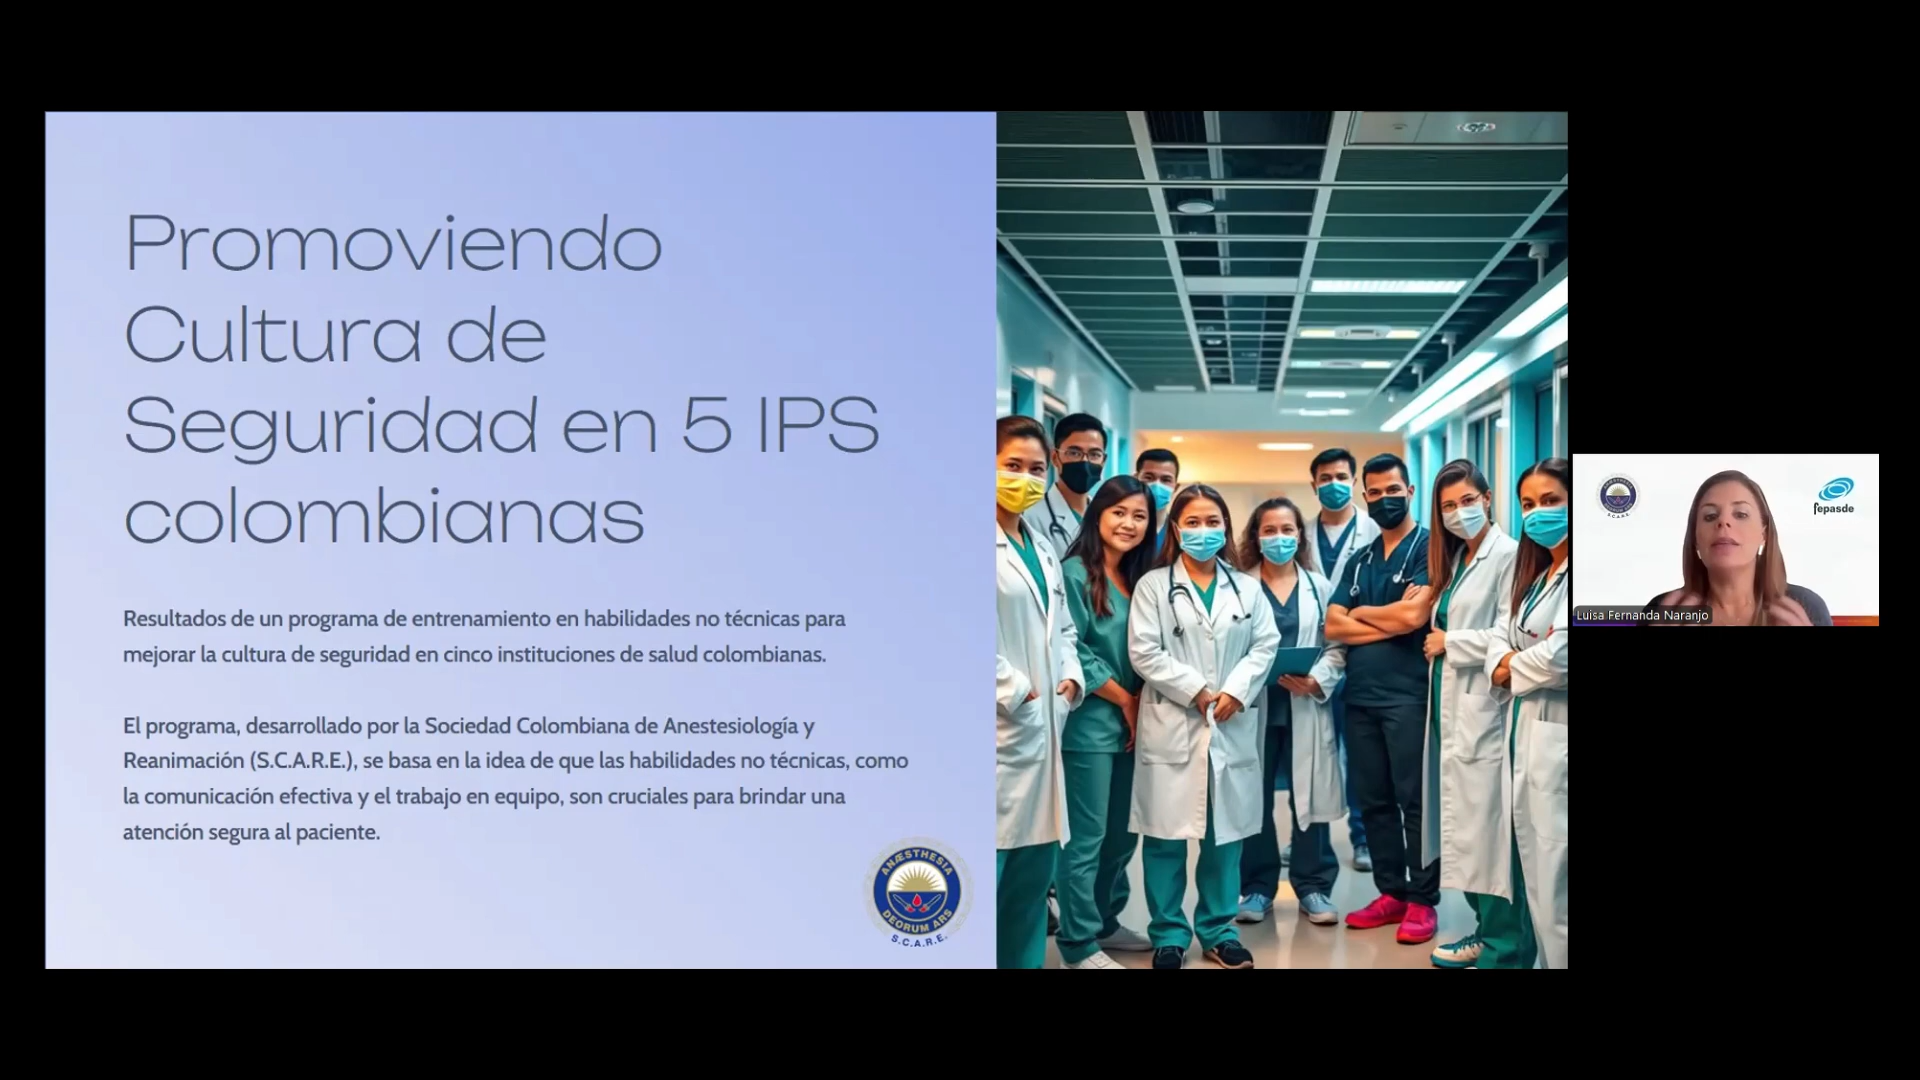 Promoviendo
Cultura de
Seguridad en 5 IPS
colombianas
Resultados de un programa de entrenamiento en habilidades no técnicas para
mejorar la cultura de seguridad en cinco instituciones de salud colombianas.
El programa, desarrollado por la Sociedad Colombiana de Anestesiología y
Reanimación (S.C.A.R.E.), se basa en la idea de que las habilidades no técnicas, como
la comunicación efectiva y el trabajo en equipo, son cruciales para brindar una
atención segura al paciente.
ANÆSTHESIA
DEORUM ARS
S.C.A.R.E.
fepasde
Luisa Fernanda Naranjo